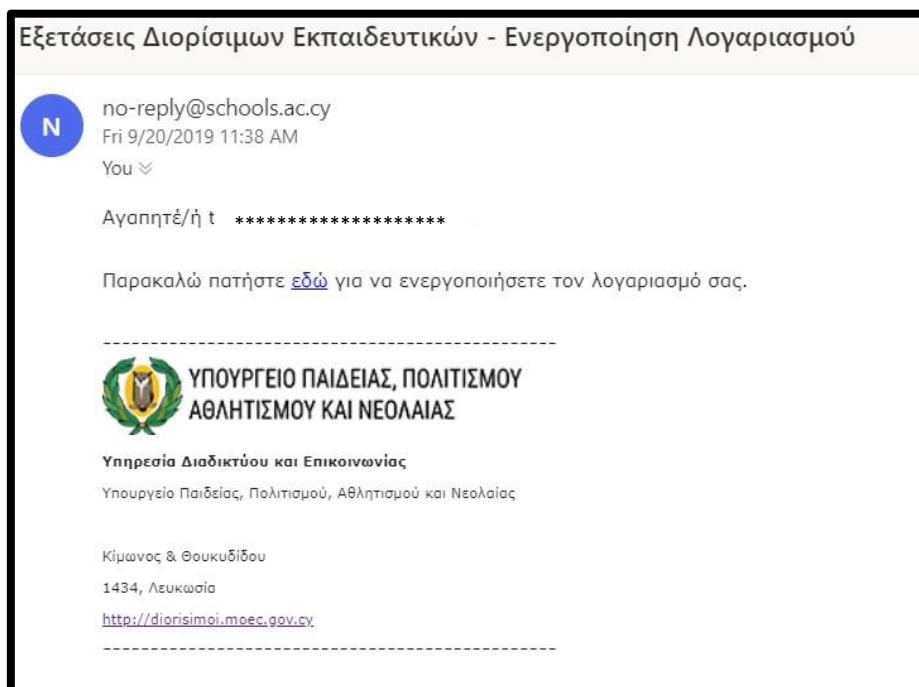 Εξετάσεις Διορίσιμων Εκπαιδευτικών - Ενεργοποίηση Λογαριασμού
N
no-reply@schools.ac.cy
Fri 9/20/2019 11:38 AM
You
Αγαπητέ/ή t ********************
Παρακαλώ πατήστε εδώ για να ενεργοποιήσετε τον λογαριασμό σας.
------------------------------------------------
ΥΠΟΥΡΓΕΙΟ ΠΑΙΔΕΙΑΣ, ΠΟΛΙΤΙΣΜΟΥ
ΑΘΛΗΤΙΣΜΟΥ ΚΑΙ ΝΕΟΛΑΙΑΣ
Υπηρεσία Διαδικτύου και Επικοινωνίας
Υπουργείο Παιδείας, Πολιτισμού, Αθλητισμού και Νεολαίας
Κίμωνος & Θουκυδίδου
1434, Λευκωσία
http://diorisimoi.moec.gov.cy
------------------------------------------------